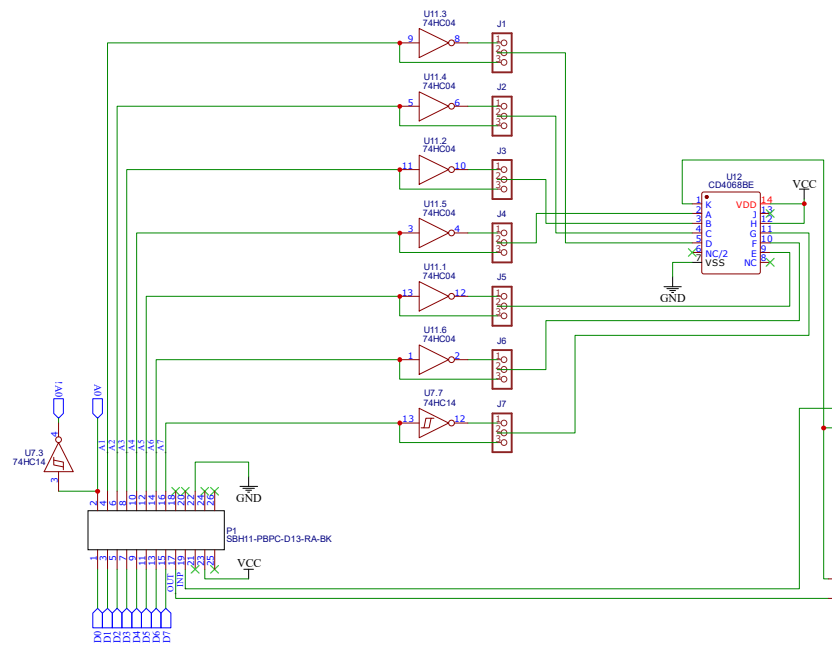 U11.3
74HC04
9
8
J1
1
2
3
U11.4
74HC04
5
6
J2
1
2
3
U11.2
74HC04
11
10
J3
1
2
3
U11.5
74HC04
3
4
J4
1
2
3
U11.1
74HC04
13
12
J5
1
2
3
U11.6
74HC04
1
2
J6
1
2
3
U7.7
74HC14
13
12
J7
1
2
3
U12
CD4068BE
1 K
2 A
3 B
4 C
5 D
6 NC/2
7 VSS
VDD 14
J 13
H 12
G 11
F 10
E 9
NC 8
VCC
GND
A0
U7.3
74HC14
4
3
A1
A2
A3
A4
A5
A6
A7
2
4
6
8
10
12
14
16
18
20
22
24
26
GND
P1
SBH11-PBPC-D13-RA-BK
1
3
5
7
9
11
13
15
17
19
21
23
25
OUT
INP
VCC
D0
D1
D2
D3
D4
D5
D6
D7